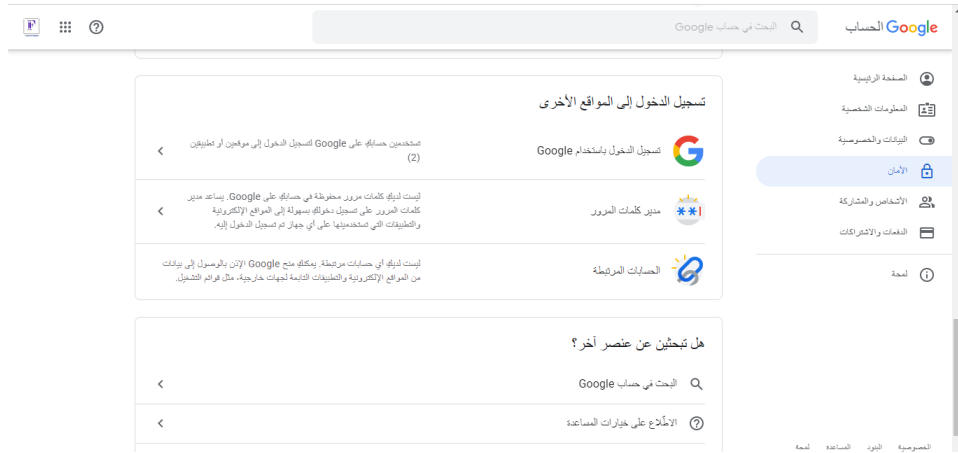 Google الحساب
البحث في حساب Google
الصفحة الرئيسية
المعلومات الشخصية
البيانات والخصوصية
الأمان
الأشخاص والمشاركة
الدفعات والاشتراكات
لمحة
تسجيل الدخول إلى المواقع الأخرى
تسجيل الدخول باستخدام Google
تستخدمين حسابكِ على Google لتسجيل الدخول إلى موقعين أو تطبيقين
(2)
مدير كلمات المرور
ليست لديكِ كلمات مرور محفوظة في حسابكِ على Google. يساعد مدير
كلمات المرور على تسجيل دخولكِ بسهولة إلى المواقع الإلكترونية
والتطبيقات التي تستخدمينها على أي جهاز تم تسجيل الدخول إليه.
الحسابات المرتبطة
ليست لديكِ أي حسابات مرتبطة. يمكنكِ منح Google الإذن بالوصول إلى بيانات
من المواقع الإلكترونية والتطبيقات التابعة لجهات خارجية، مثل قوائم التشغيل.
هل تبحثين عن عنصر آخر؟
البحث في حساب Google
الاطّلاع على خيارات المساعدة
الخصوصية البنود المساعدة لمحة